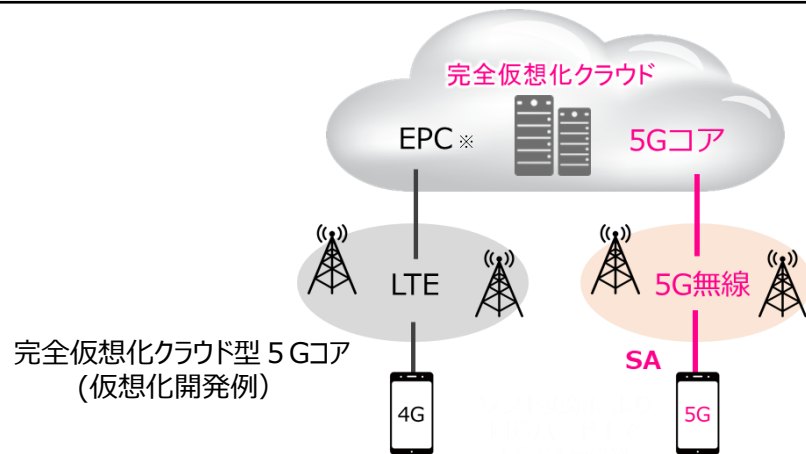 完全仮想化クラウド
EPC ※
5Gコア
LTE
5G無線
完全仮想化クラウド型５Gコア
(仮想化開発例）
SA
4G
5G